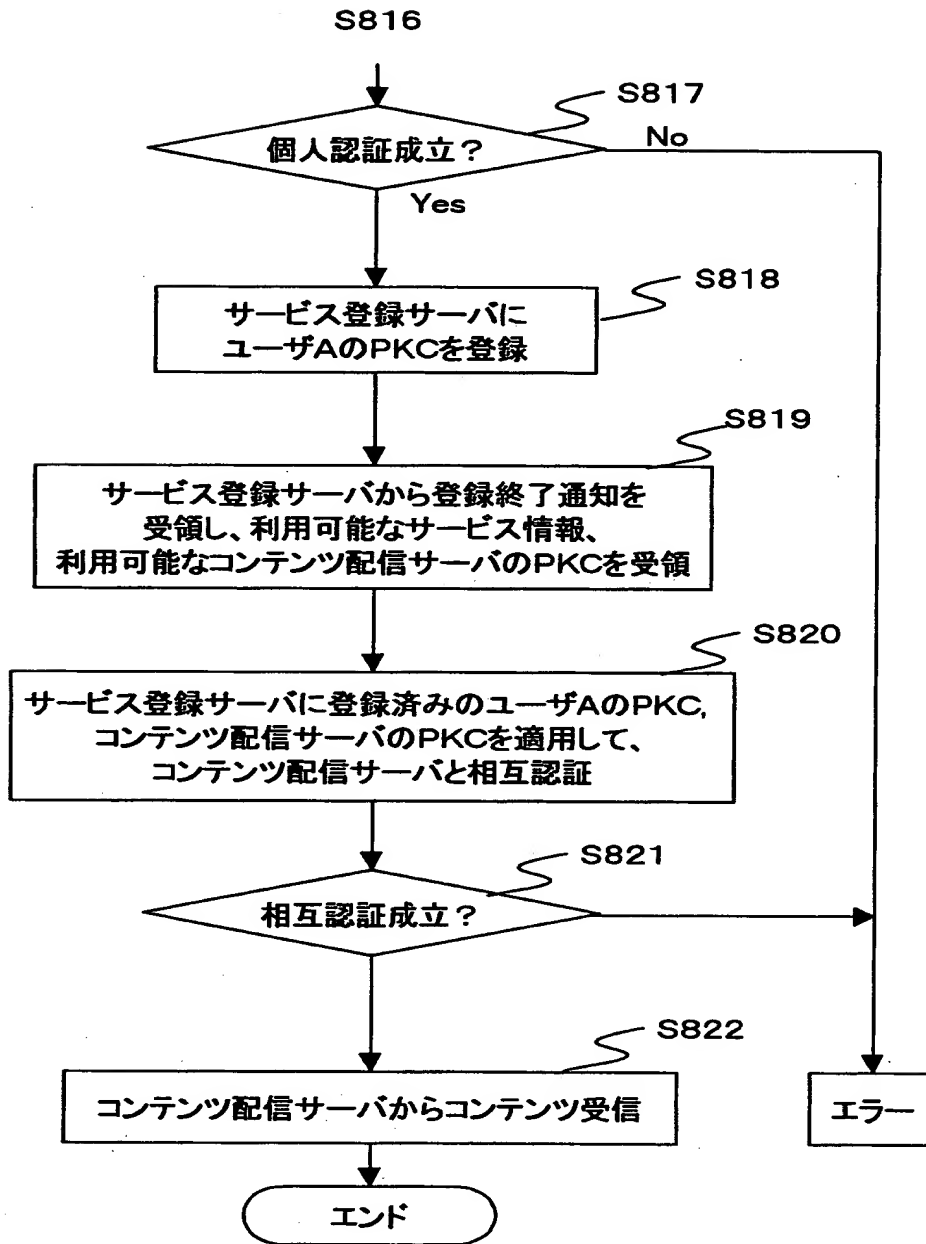 S816
S817
個人認証成立?
No
Yes
S818
サービス登録サーバに
ユーザAのPKCを登録
S819
サービス登録サーバから登録終了通知を
受領し、利用可能なサービス情報、
利用可能なコンテンツ配信サーバのPKCを受領
S820
サービス登録サーバに登録済みのユーザAのPKC,
コンテンツ配信サーバのPKCを適用して、
コンテンツ配信サーバと相互認証
S821
相互認証成立?
S822
コンテンツ配信サーバからコンテンツ受信
エラー
エンド